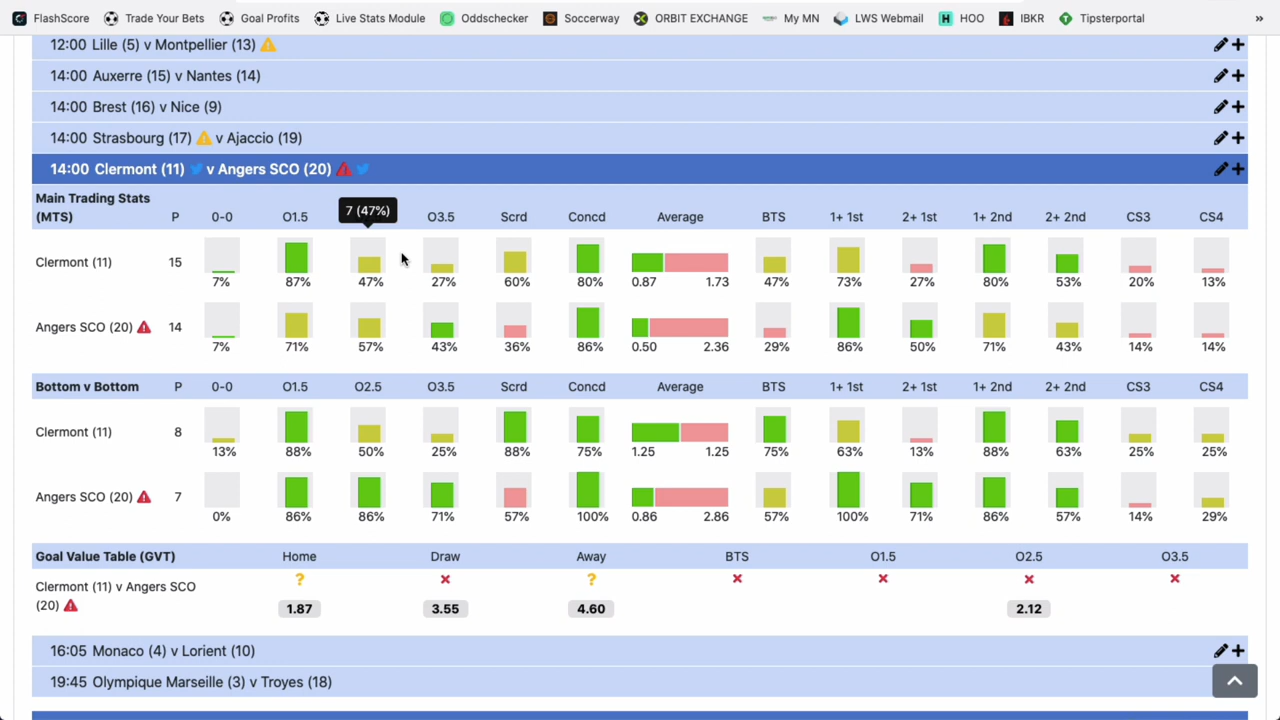 FlashScore Trade Your Bets Goal Profits Live Stats Module Oddschecker Soccerway ORBIT EXCHANGE My MN LWS Webmail HOO IBKR Tipsterportal »
12:00 Lille (5) v Montpellier (13)
14:00 Auxerre (15) v Nantes (14)
14:00 Brest (16) v Nice (9)
14:00 Strasbourg (17) v Ajaccio (19)
14:00 Clermont (11) v Angers SCO (20)
Main Trading Stats
(MTS) P 0-0 O1.5 O3.5 Scrd Concd Average BTS 1+ 1st 2+ 1st 1+ 2nd 2+ 2nd CS3 CS4
7 (47%)
Clermont (11) 15
7% 87% 47% 27% 60% 80% 0.87 1.73 47% 73% 27% 80% 53% 20% 13%
Angers SCO (20) 14
7% 71% 57% 43% 36% 86% 0.50 2.36 29% 86% 50% 71% 43% 14% 14%
Bottom v Bottom P 0-0 O1.5 O2.5 O3.5 Scrd Concd Average BTS 1+ 1st 2+ 1st 1+ 2nd 2+ 2nd CS3 CS4
Clermont (11) 8
13% 88% 50% 25% 88% 75% 1.25 1.25 75% 63% 13% 88% 63% 25% 25%
Angers SCO (20) 7
0% 86% 86% 71% 57% 100% 0.86 2.86 57% 100% 71% 86% 57% 14% 29%
Goal Value Table (GVT) Home Draw Away BTS O1.5 O2.5 O3.5
Clermont (11) v Angers SCO
(20)
? ?
1.87 3.55 4.60 2.12
16:05 Monaco (4) v Lorient (10)
19:45 Olympique Marseille (3) v Troyes (18)